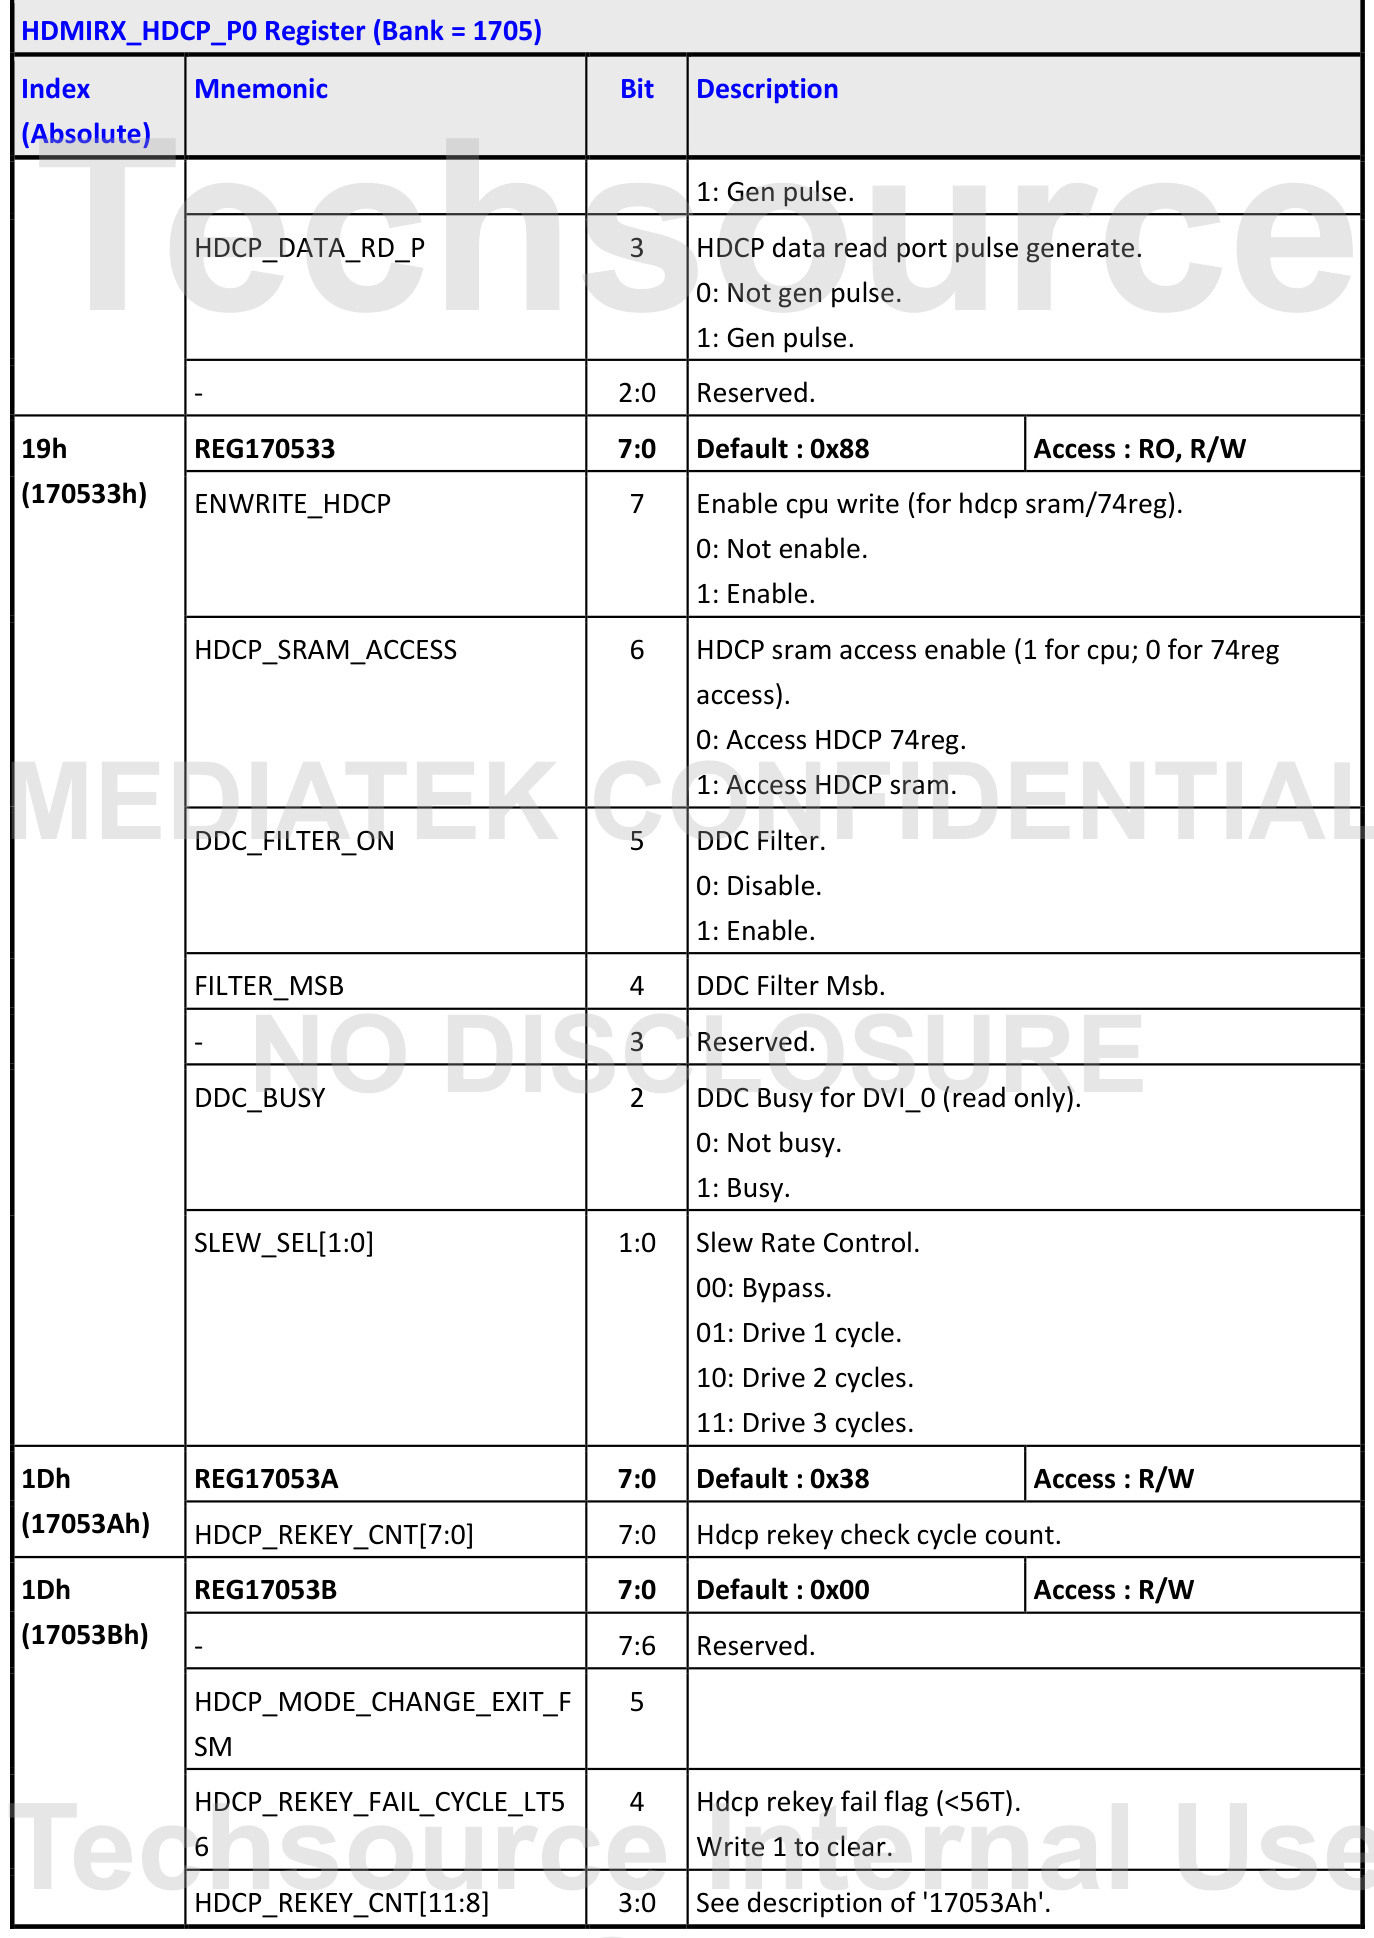 HDMIRX_HDCP_P0 Register (Bank = 1705)
Index (Absolute) Mnemonic Bit Description
1: Gen pulse.
HDCP_DATA_RD_P 3 HDCP data read port pulse generate.
0: Not gen pulse.
1: Gen pulse.
- 2:0 Reserved.
19h (170533h) REG170533 7:0 Default : 0x88 Access : RO, R/W
ENWRITE_HDCP 7 Enable cpu write (for hdcp sram/74reg).
0: Not enable.
1: Enable.
HDCP_SRAM_ACCESS 6 HDCP sram access enable (1 for cpu; 0 for 74reg
access).
0: Access HDCP 74reg.
1: Access HDCP sram.
DDC_FILTER_ON 5 DDC Filter.
0: Disable.
1: Enable.
FILTER_MSB 4 DDC Filter Msb.
- 3 Reserved.
DDC_BUSY 2 DDC Busy for DVI_0 (read only).
0: Not busy.
1: Busy.
SLEW_SEL[1:0] 1:0 Slew Rate Control.
00: Bypass.
01: Drive 1 cycle.
10: Drive 2 cycles.
11: Drive 3 cycles.
1Dh (17053Ah) REG17053A 7:0 Default : 0x38 Access : R/W
HDCP_REKEY_CNT[7:0] 7:0 Hdcp rekey check cycle count.
1Dh (17053Bh) REG17053B 7:0 Default : 0x00 Access : R/W
- 7:6 Reserved.
HDCP_MODE_CHANGE_EXIT_F
SM 5
HDCP_REKEY_FAIL_CYCLE_LT5
6 4 Hdcp rekey fail flag (<56T).
Write 1 to clear.
HDCP_REKEY_CNT[11:8] 3:0 See description of '17053Ah'.
Techsource
MEDIATEK CONFIDENTIAL
NO DISCLOSURE
Techsource Internal Use